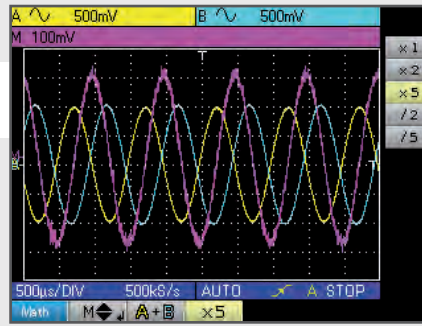 A 500mV B 500mV
M 100mV
×1
×2
×5
/2
/5
T
T
500µs/DIV 500kS/s AUTO A STOP
Math M A+B ×5